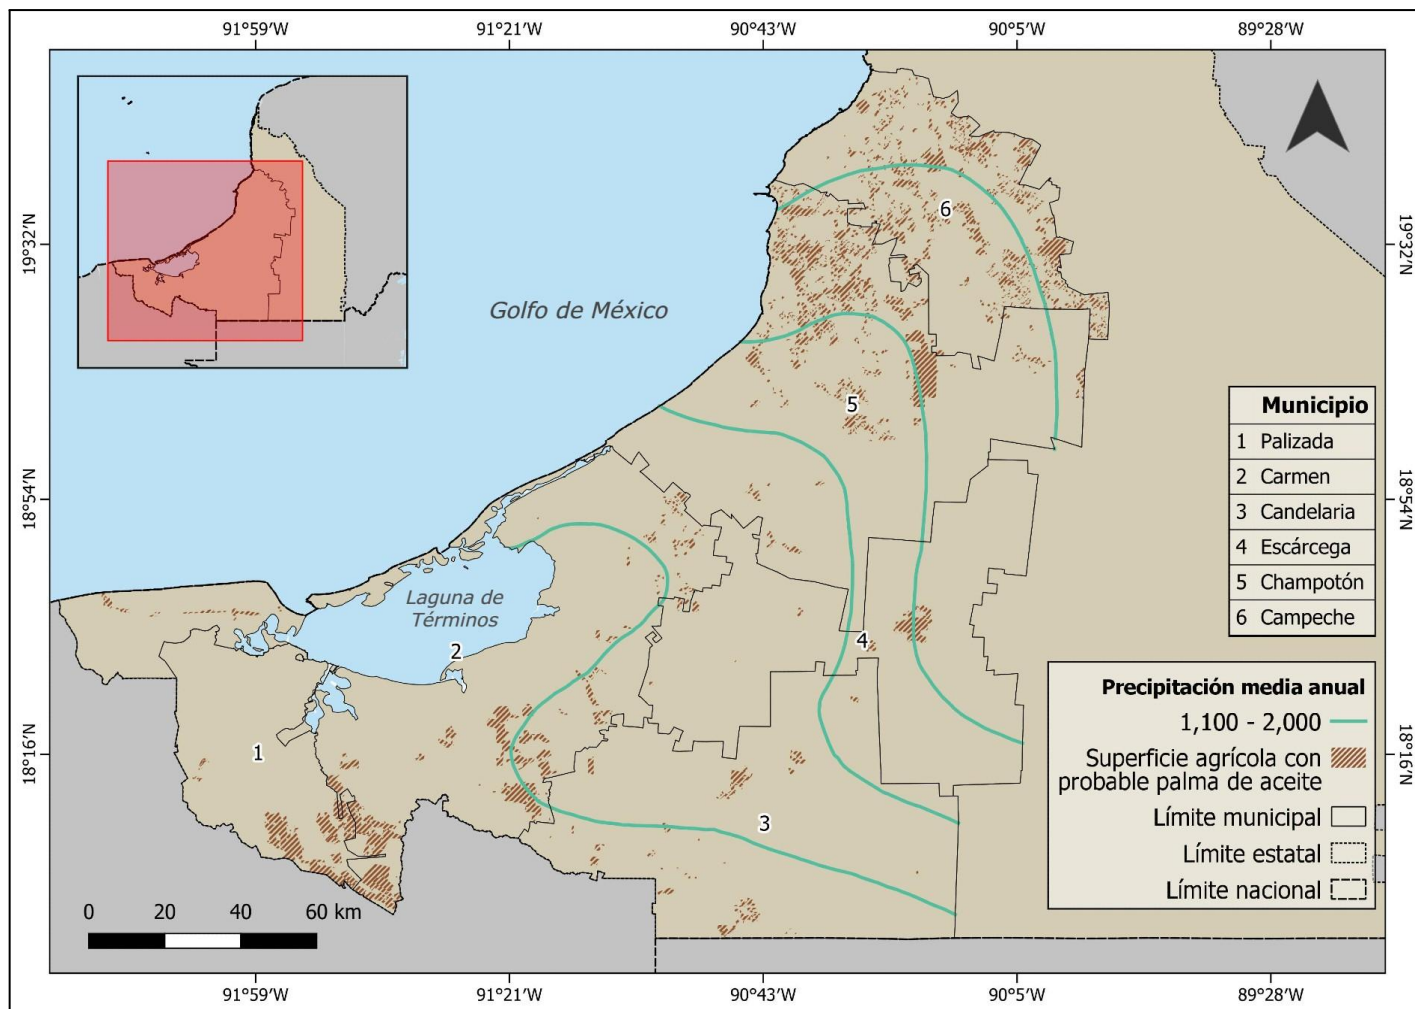 91°59'W 91°21'W 90°43'W 90°5'W 89°28'W
19°32'N 19°32'N
Golfo de México
6
5
Municipio
1 Palizada
2 Carmen
3 Candelaria
4 Escárcega
5 Champotón
6 Campeche
18°54'N 18°54'N
Laguna de
Términos
2
4
Precipitación media anual
1,100 - 2,000
Superficie agrícola con
probable palma de aceite
Límite municipal
Límite estatal
Límite nacional
18°16'N 18°16'N
1
3
0 20 40 60 km
91°59'W 91°21'W 90°43'W 90°5'W 89°28'W